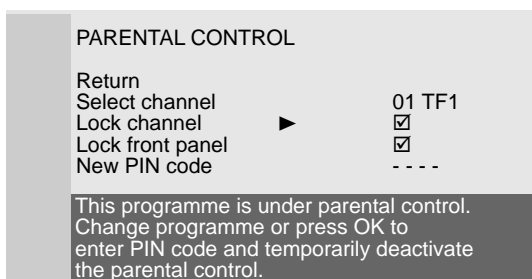 PARENTAL CONTROL
Return
Select channel 01 TF1
Lock channel ▶ ☑
Lock front panel ☑
New PIN code - - - -
This programme is under parental control.
Change programme or press OK to
enter PIN code and temporarily deactivate
the parental control.